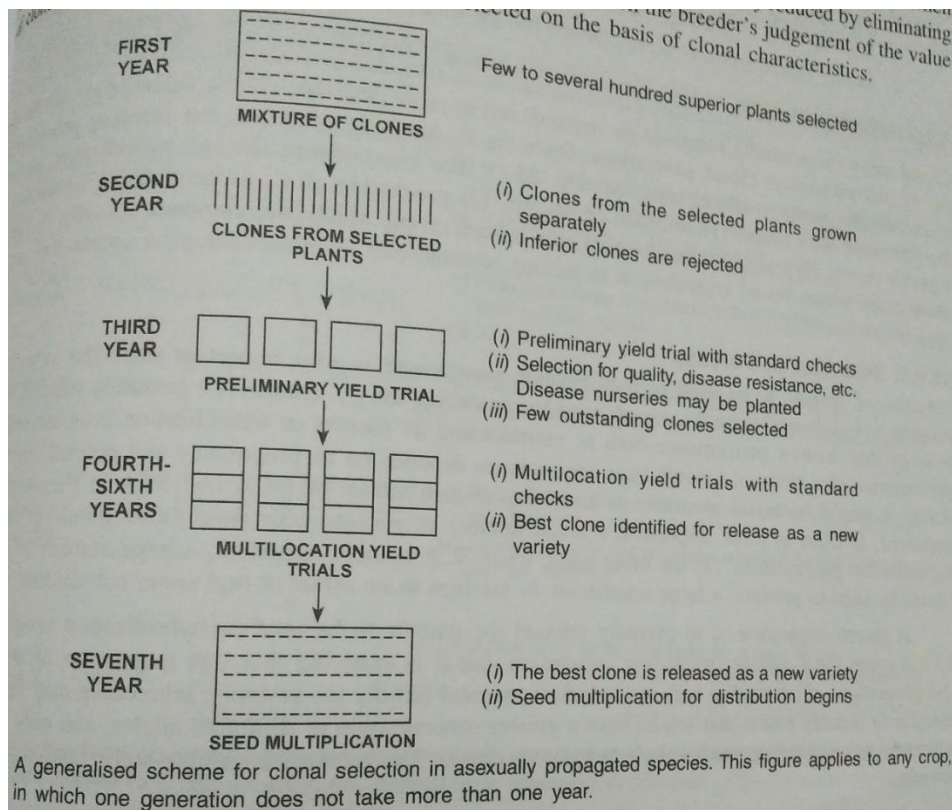 reduced by eliminating
the breeder's judgement of the value
selected on the basis of clonal characteristics.
FIRST
YEAR
Few to several hundred superior plants selected
MIXTURE OF CLONES
SECOND
YEAR
(i) Clones from the selected plants grown
separately
(ii) Inferior clones are rejected
CLONES FROM SELECTED
PLANTS
THIRD
YEAR
(i) Preliminary yield trial with standard checks
(ii) Selection for quality, disease resistance, etc.
Disease nurseries may be planted
(iii) Few outstanding clones selected
PRELIMINARY YIELD TRIAL
FOURTH-
SIXTH
YEARS
(i) Multilocation yield trials with standard
checks
(ii) Best clone identified for release as a new
variety
MULTILOCATION YIELD
TRIALS
SEVENTH
YEAR
(i) The best clone is released as a new variety
(ii) Seed multiplication for distribution begins
SEED MULTIPLICATION
A generalised scheme for clonal selection in asexually propagated species. This figure applies to any crop,
in which one generation does not take more than one year.